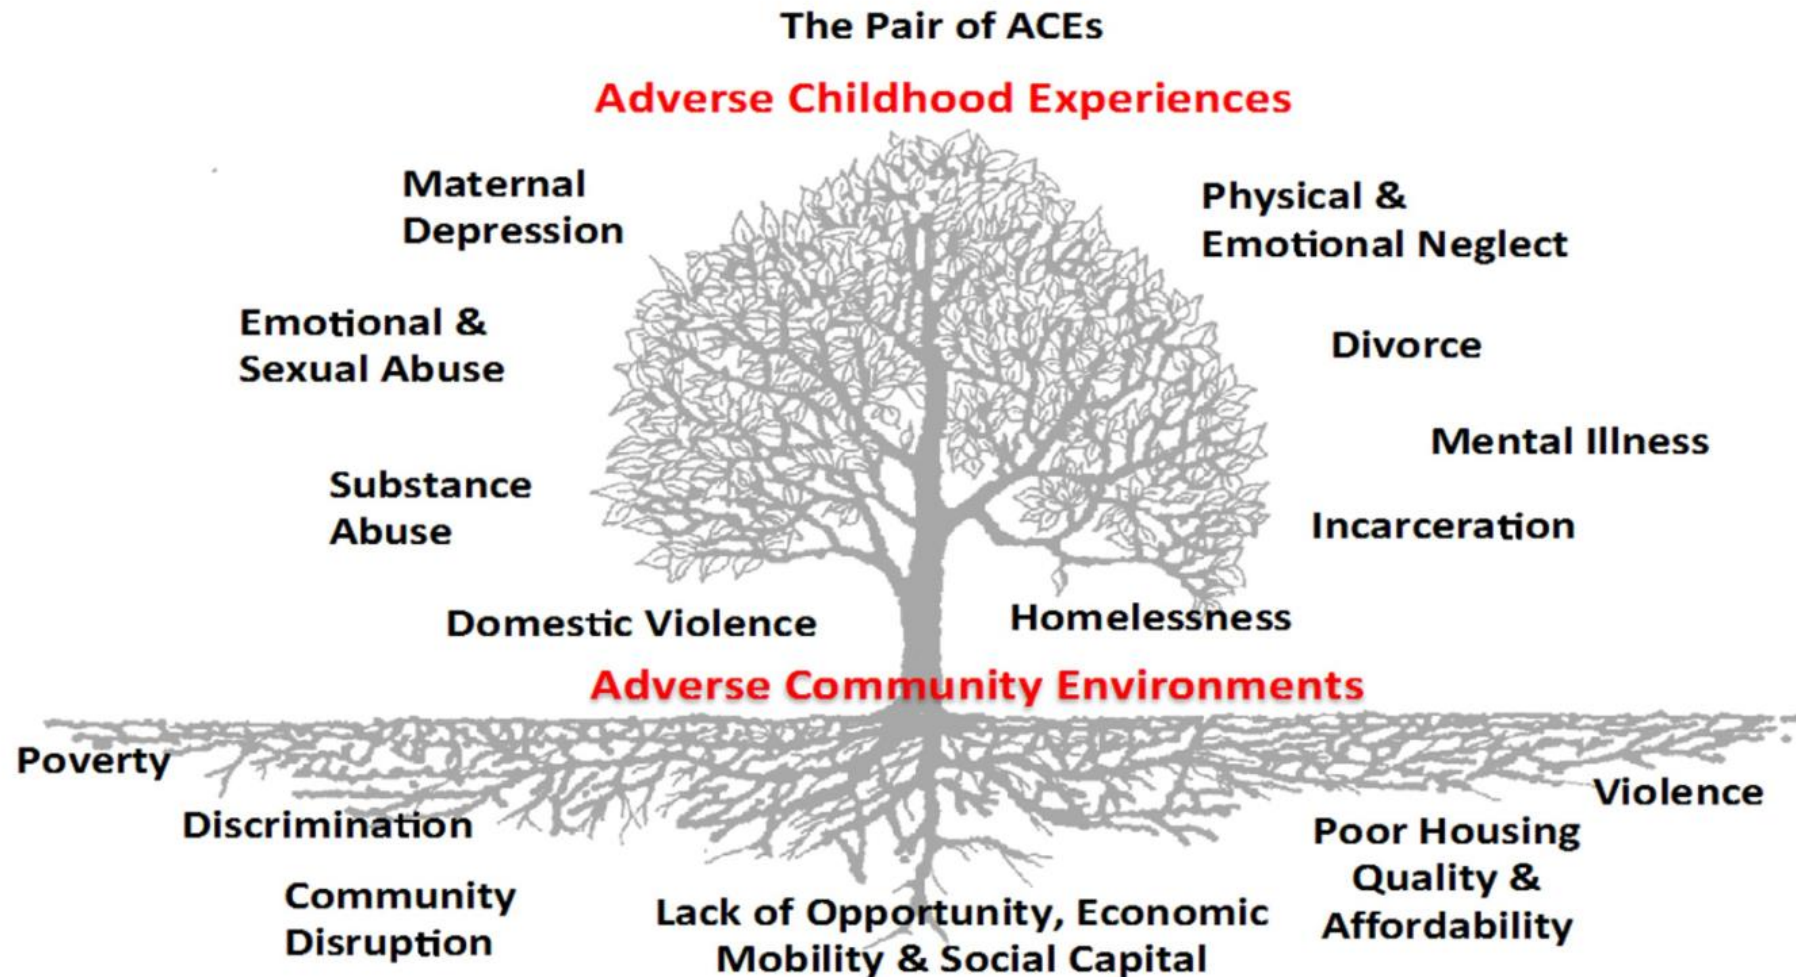 The Pair of ACEs
Adverse Childhood Experiences
Maternal
Depression
Physical &
Emotional Neglect
Emotional &
Sexual Abuse
Divorce
Mental Illness
Substance
Abuse
Incarceration
Domestic Violence
Homelessness
Adverse Community Environments
Poverty
Violence
Discrimination
Poor Housing
Quality &
Affordability
Community
Disruption
Lack of Opportunity, Economic
Mobility & Social Capital